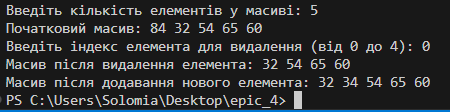 Введіть кількість елементів у масиві: 5
Початковий масив: 84 32 54 65 60
Введіть індекс елемента для видалення (від 0 до 4): 0
Масив після видалення елемента: 32 54 65 60
Масив після додавання нового елемента: 32 34 54 65 60
PS C:\Users\Solomia\Desktop\epic_4>